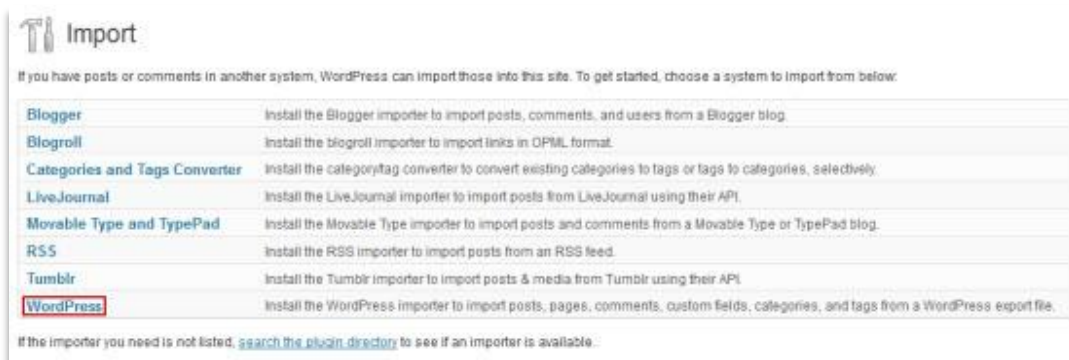 Import
If you have posts or comments in another system, WordPress can import those into this site. To get started, choose a system to import from below:
Blogger Install the Blogger importer to import posts, comments, and users from a Blogger blog.
Blogroll Install the blogroll importer to import links in OPML format.
Categories and Tags Converter Install the category/tag converter to convert existing categories to tags or tags to categories, selectively.
LiveJournal Install the LiveJournal importer to import posts from LiveJournal using their API.
Movable Type and TypePad Install the Movable Type importer to import posts and comments from a Movable Type or TypePad blog.
RSS Install the RSS importer to import posts from an RSS feed.
Tumblr Install the Tumblr importer to import posts & media from Tumblr using their API.
WordPress Install the WordPress importer to import posts, pages, comments, custom fields, categories, and tags from a WordPress export file.
If the importer you need is not listed, search the plugin directory to see if an importer is available.